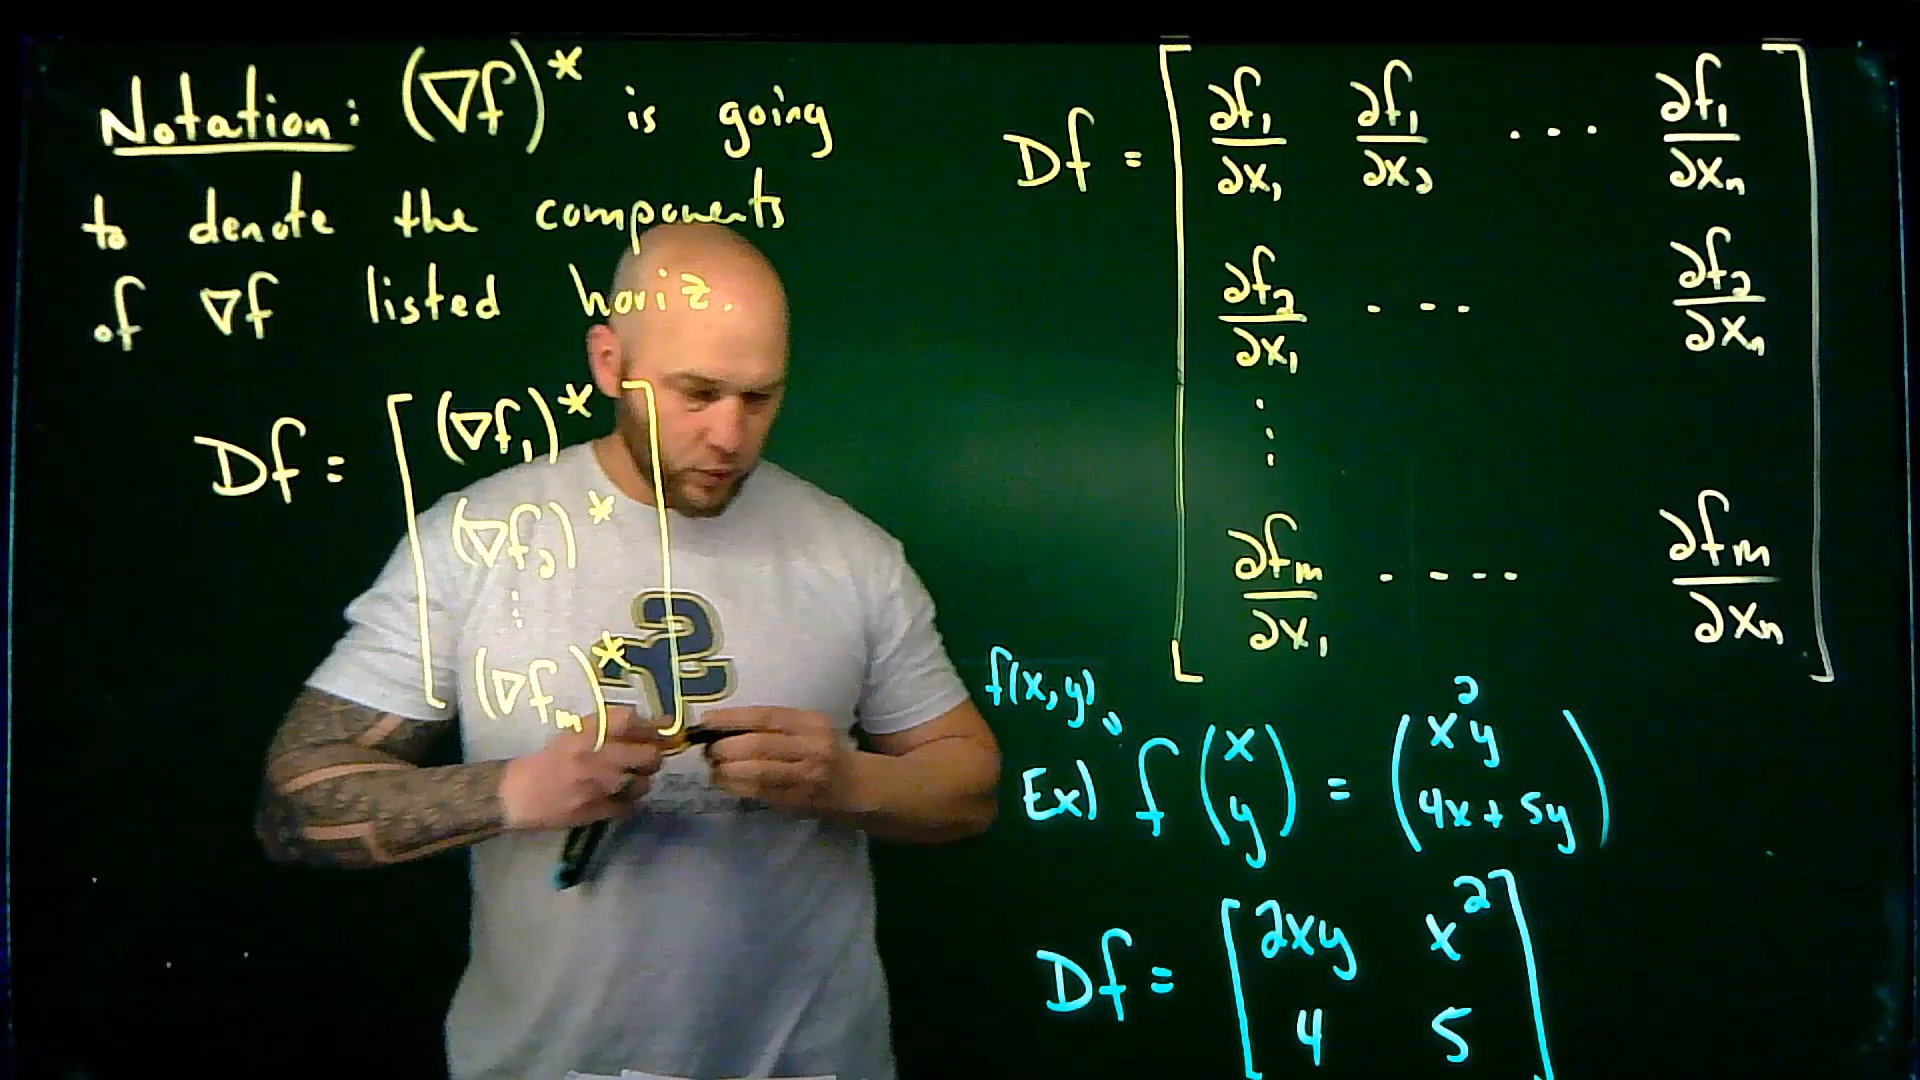 Notation: (∇f)* is going
to denote the components
of ∇f listed horiz.
Df = [ (∇f₁)*
(∇f₂)*
⋮
(∇fₘ)* ]
Df = [ ∂f₁/∂x₁ ∂f₁/∂x₂ ... ∂f₁/∂xₙ
∂f₂/∂x₁ ... ∂f₂/∂xₙ
⋮
∂fₘ/∂x₁ .... ∂fₘ/∂xₙ ]
f(x,y)
Ex) f (x y) = (x²y 4x + 5y)
Df = [ 2xy x²
4 5 ]